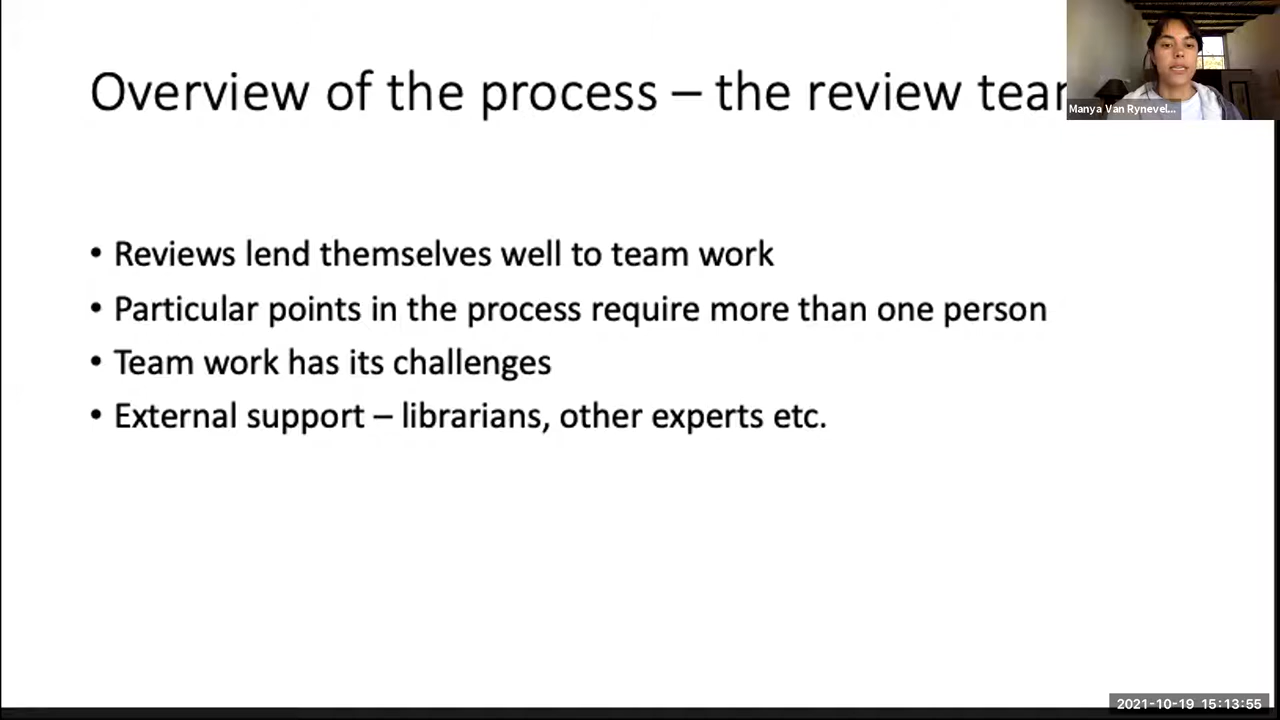 Overview of the process – the review tea
Manya Van Rynevel...
• Reviews lend themselves well to team work
• Particular points in the process require more than one person
• Team work has its challenges
• External support – librarians, other experts etc.
2021-10-19 15:13:55